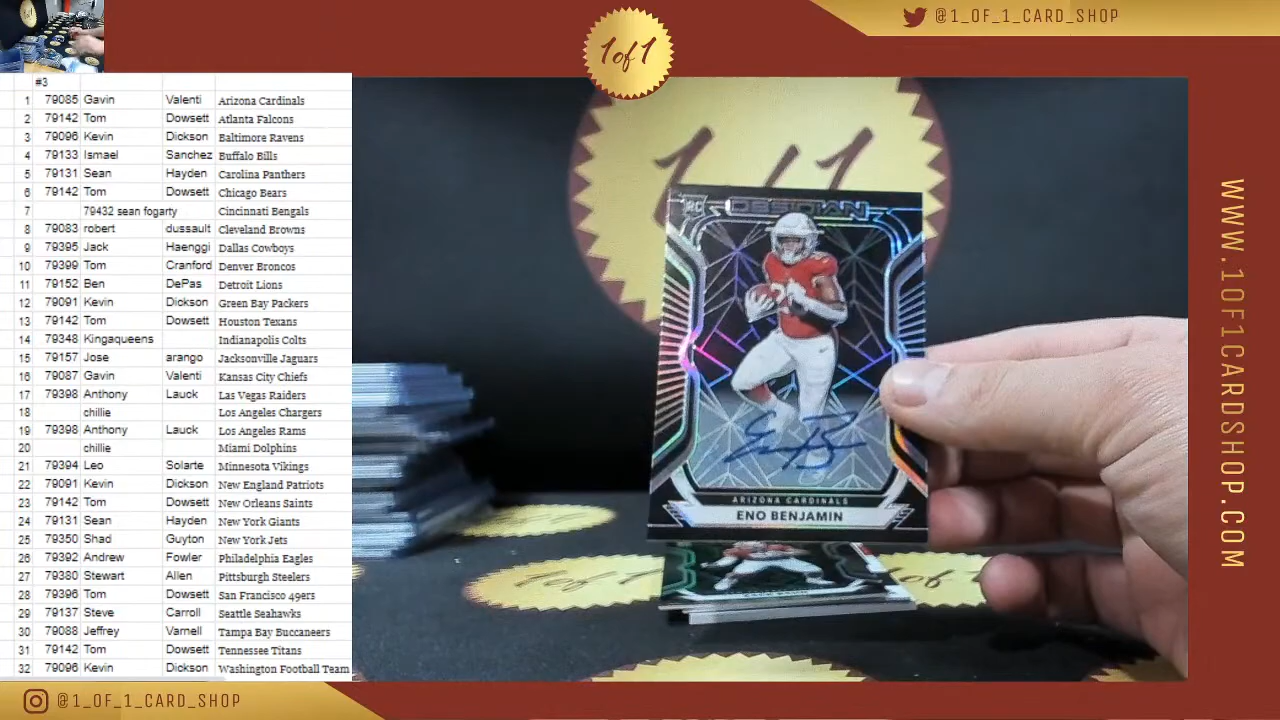 @1_OF_1_CARD_SHOP
1of1
#3
1 79085 Gavin Valenti Arizona Cardinals
2 79142 Tom Dowsett Atlanta Falcons
3 79096 Kevin Dickson Baltimore Ravens
4 79133 Ismael Sanchez Buffalo Bills
5 79131 Sean Hayden Carolina Panthers
6 79142 Tom Dowsett Chicago Bears
7 79432 sean fogarty Cincinnati Bengals
8 79083 robert dussault Cleveland Browns
9 79395 Jack Haenggi Dallas Cowboys
10 79399 Tom Cranford Denver Broncos
11 79152 Ben DePas Detroit Lions
12 79091 Kevin Dickson Green Bay Packers
13 79142 Tom Dowsett Houston Texans
14 79348 Kingaqueens Indianapolis Colts
15 79157 Jose arango Jacksonville Jaguars
16 79087 Gavin Valenti Kansas City Chiefs
17 79398 Anthony Lauck Las Vegas Raiders
18 chillie Los Angeles Chargers
19 79398 Anthony Lauck Los Angeles Rams
20 chillie Miami Dolphins
21 79394 Leo Solarte Minnesota Vikings
22 79091 Kevin Dickson New England Patriots
23 79142 Tom Dowsett New Orleans Saints
24 79131 Sean Hayden New York Giants
25 79350 Shad Guyton New York Jets
26 79392 Andrew Fowler Philadelphia Eagles
27 79380 Stewart Allen Pittsburgh Steelers
28 79396 Tom Dowsett San Francisco 49ers
29 79137 Steve Carroll Seattle Seahawks
30 79088 Jeffrey Varnell Tampa Bay Buccaneers
31 79142 Tom Dowsett Tennessee Titans
32 79096 Kevin Dickson Washington Football Team
1/1
RC OBSIDIAN
ARIZONA CARDINALS
ENO BENJAMIN
WWW.1OF1CARDSHOP.COM
@1_OF_1_CARD_SHOP